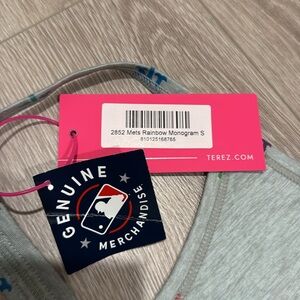 2852 Mets Rainbow Monogram S
810125168765
TEREZ.COM
GENUINE
MERCHANDISE